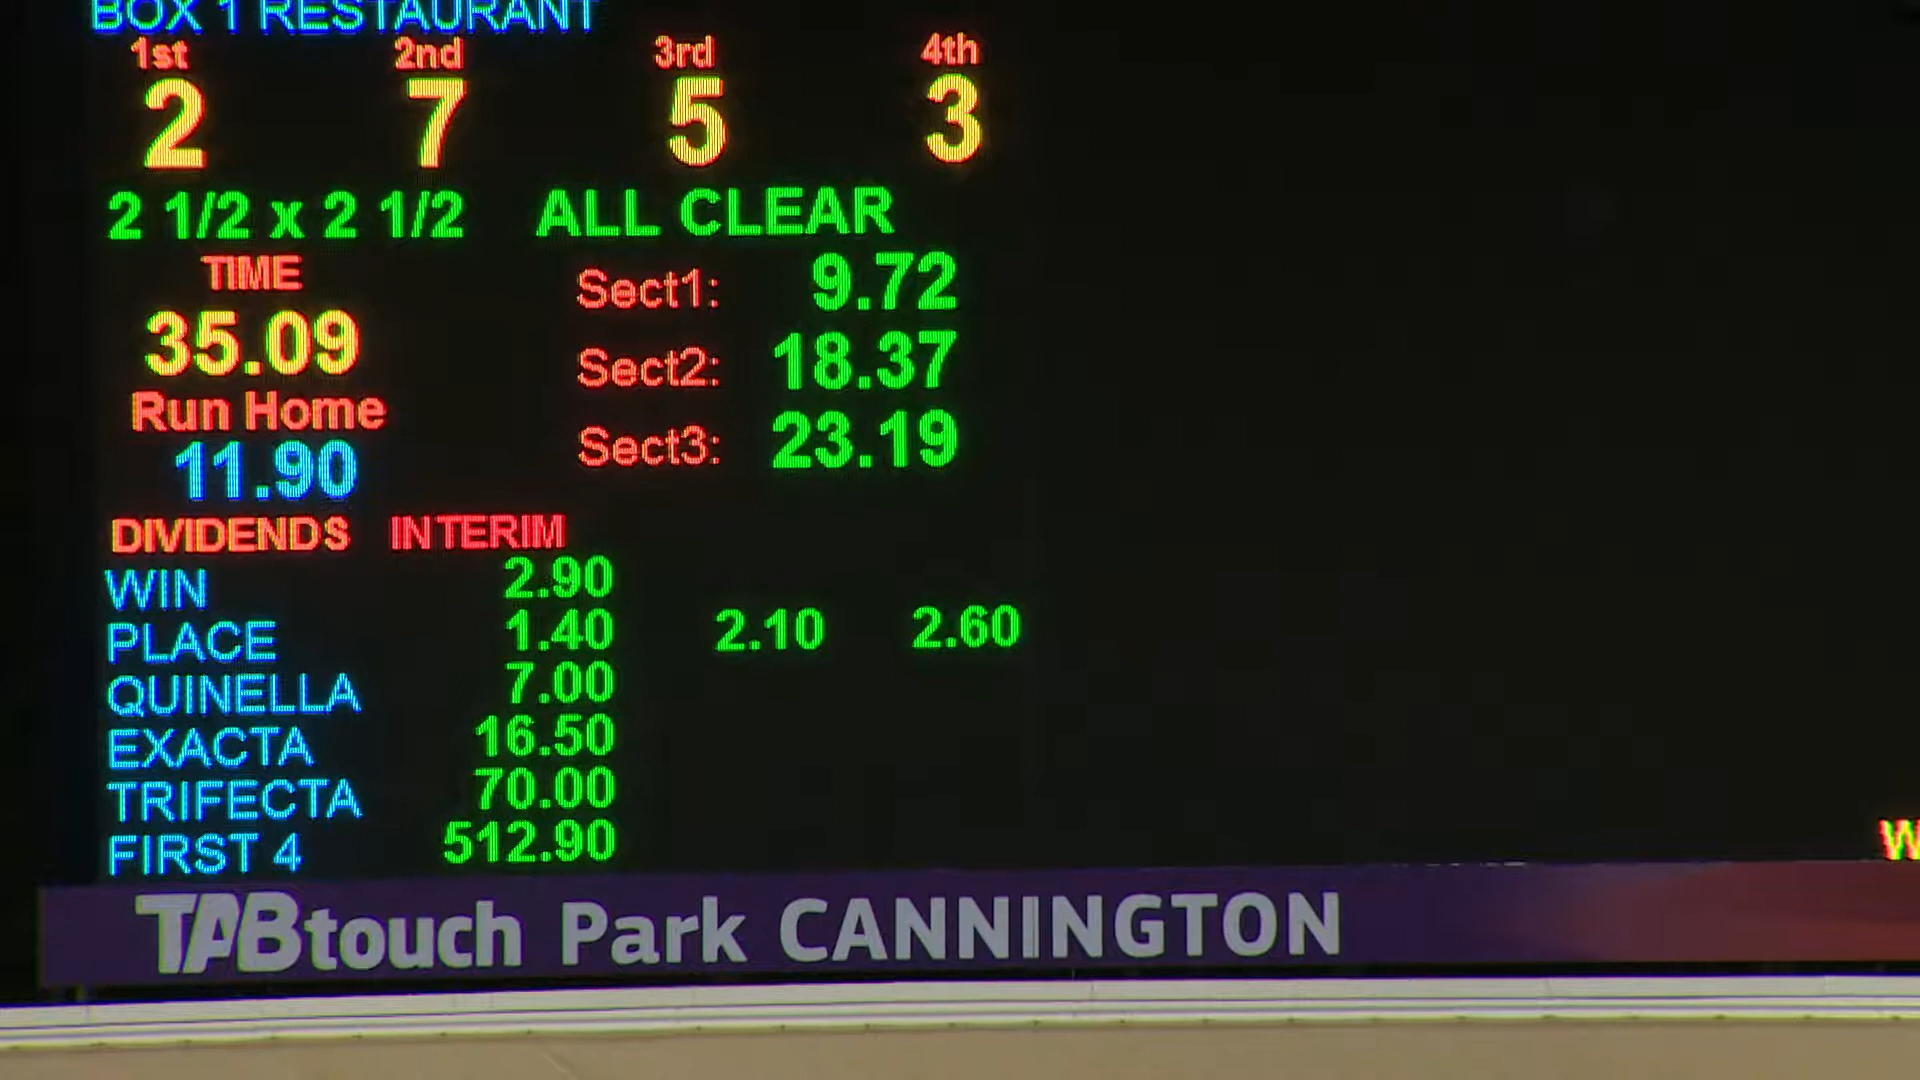 BOX 1 RESTAURANT
1st 2nd 3rd 4th
2 7 5 3
2 1/2 x 2 1/2 ALL CLEAR
TIME
35.09
Run Home
11.90
Sect1: 9.72
Sect2: 18.37
Sect3: 23.19
DIVIDENDS INTERIM
WIN 2.90
PLACE 1.40 2.10 2.60
QUINELLA 7.00
EXACTA 16.50
TRIFECTA 70.00
FIRST 4 512.90
TABtouch Park CANNINGTON